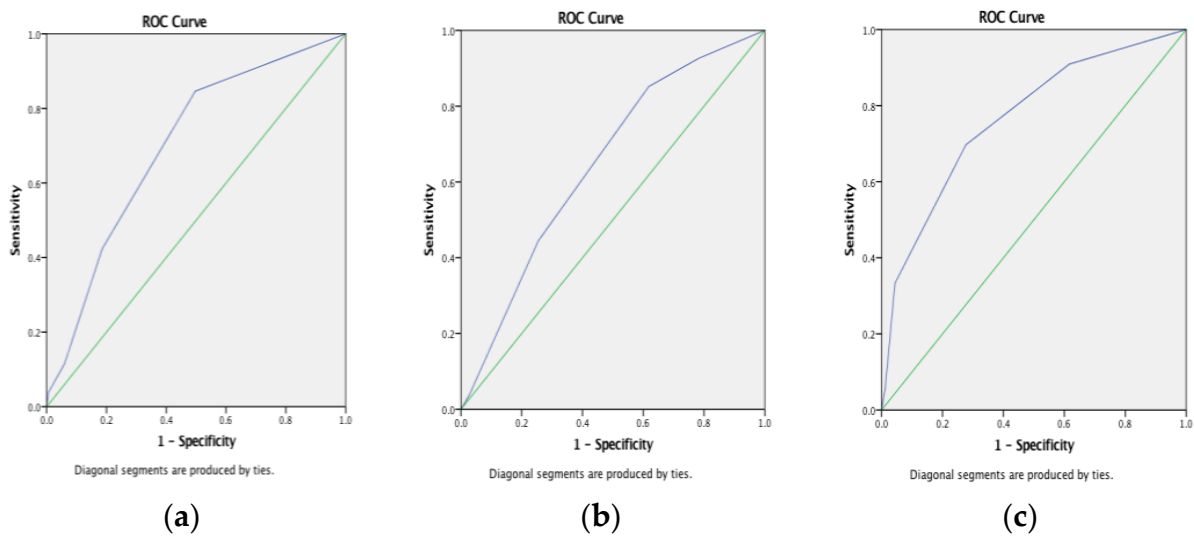 ROC Curve
1.0
0.8
0.6
0.4
0.2
0.0
Sensitivity
0.0 0.2 0.4 0.6 0.8 1.0
1 - Specificity
Diagonal segments are produced by ties.
(a)
ROC Curve
1.0
0.8
0.6
0.4
0.2
0.0
Sensitivity
0.0 0.2 0.4 0.6 0.8 1.0
1 - Specificity
Diagonal segments are produced by ties.
(b)
ROC Curve
1.0
0.8
0.6
0.4
0.2
0.0
Sensitivity
0.0 0.2 0.4 0.6 0.8 1.0
1 - Specificity
Diagonal segments are produced by ties.
(c)